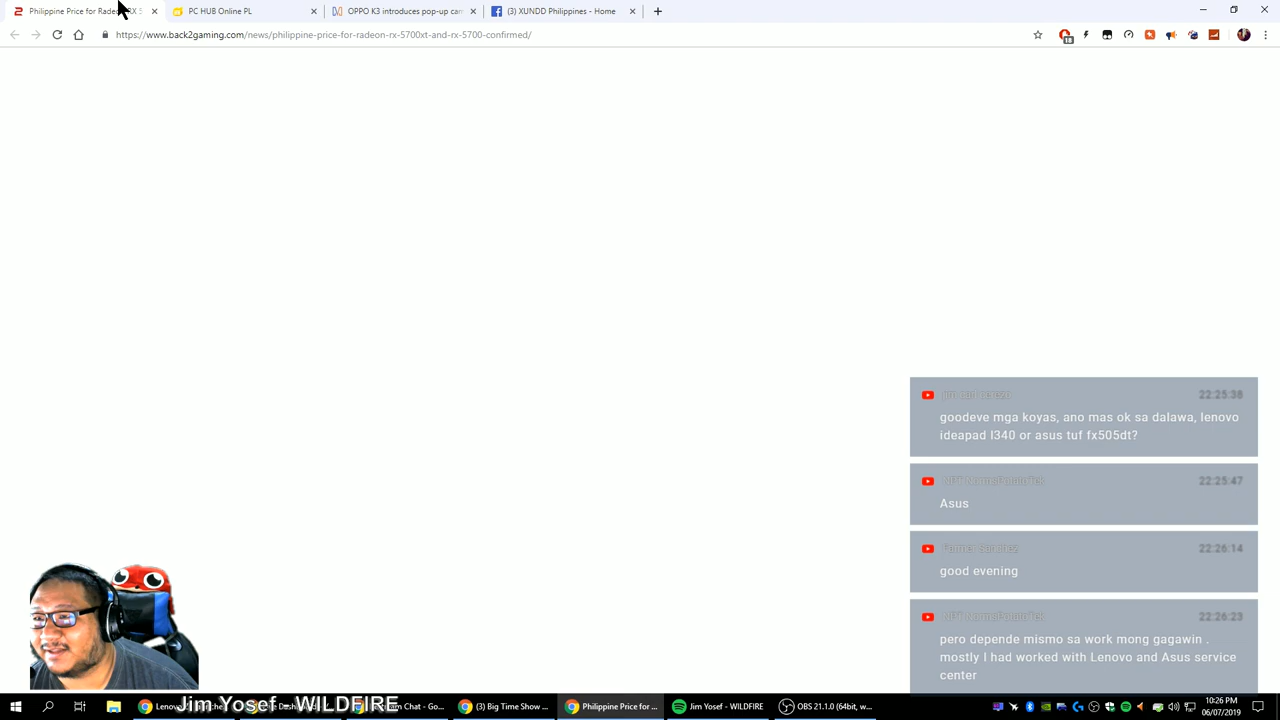 Philippine Price for Radeon RX 5
PC HUB Online PL
OPPO K3 introduces pop-up cam
(3) XUNDD Philippines - Home
https://www.back2gaming.com/news/philippine-price-for-radeon-rx-5700xt-and-rx-5700-confirmed/
22:25:38
goodeve mga koyas, ano mas ok sa dalawa, lenovo
ideapad l340 or asus tuf fx505dt?
22:25:47
Asus
22:26:14
good evening
22:26:23
pero depende mismo sa work mong gagawin .
mostly I had worked with Lenovo and Asus service
center
Jim Yosef - WILDFIRE
Chat - Go...
(3) Big Time Show ...
Philippine Price for ...
Jim Yosef - WILDFIRE
OBS 21.1.0 (64bit, w...
10:26 PM
06/07/2019